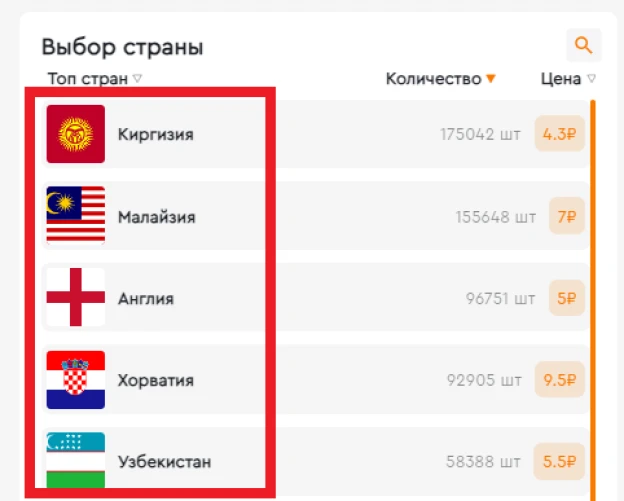 Выбор страны
Топ стран ▽ Количество ▼ Цена ▽
Киргизия 175042 шт 4.3₽
Малайзия 155648 шт 7₽
Англия 96751 шт 5₽
Хорватия 92905 шт 9.5₽
Узбекистан 58388 шт 5.5₽